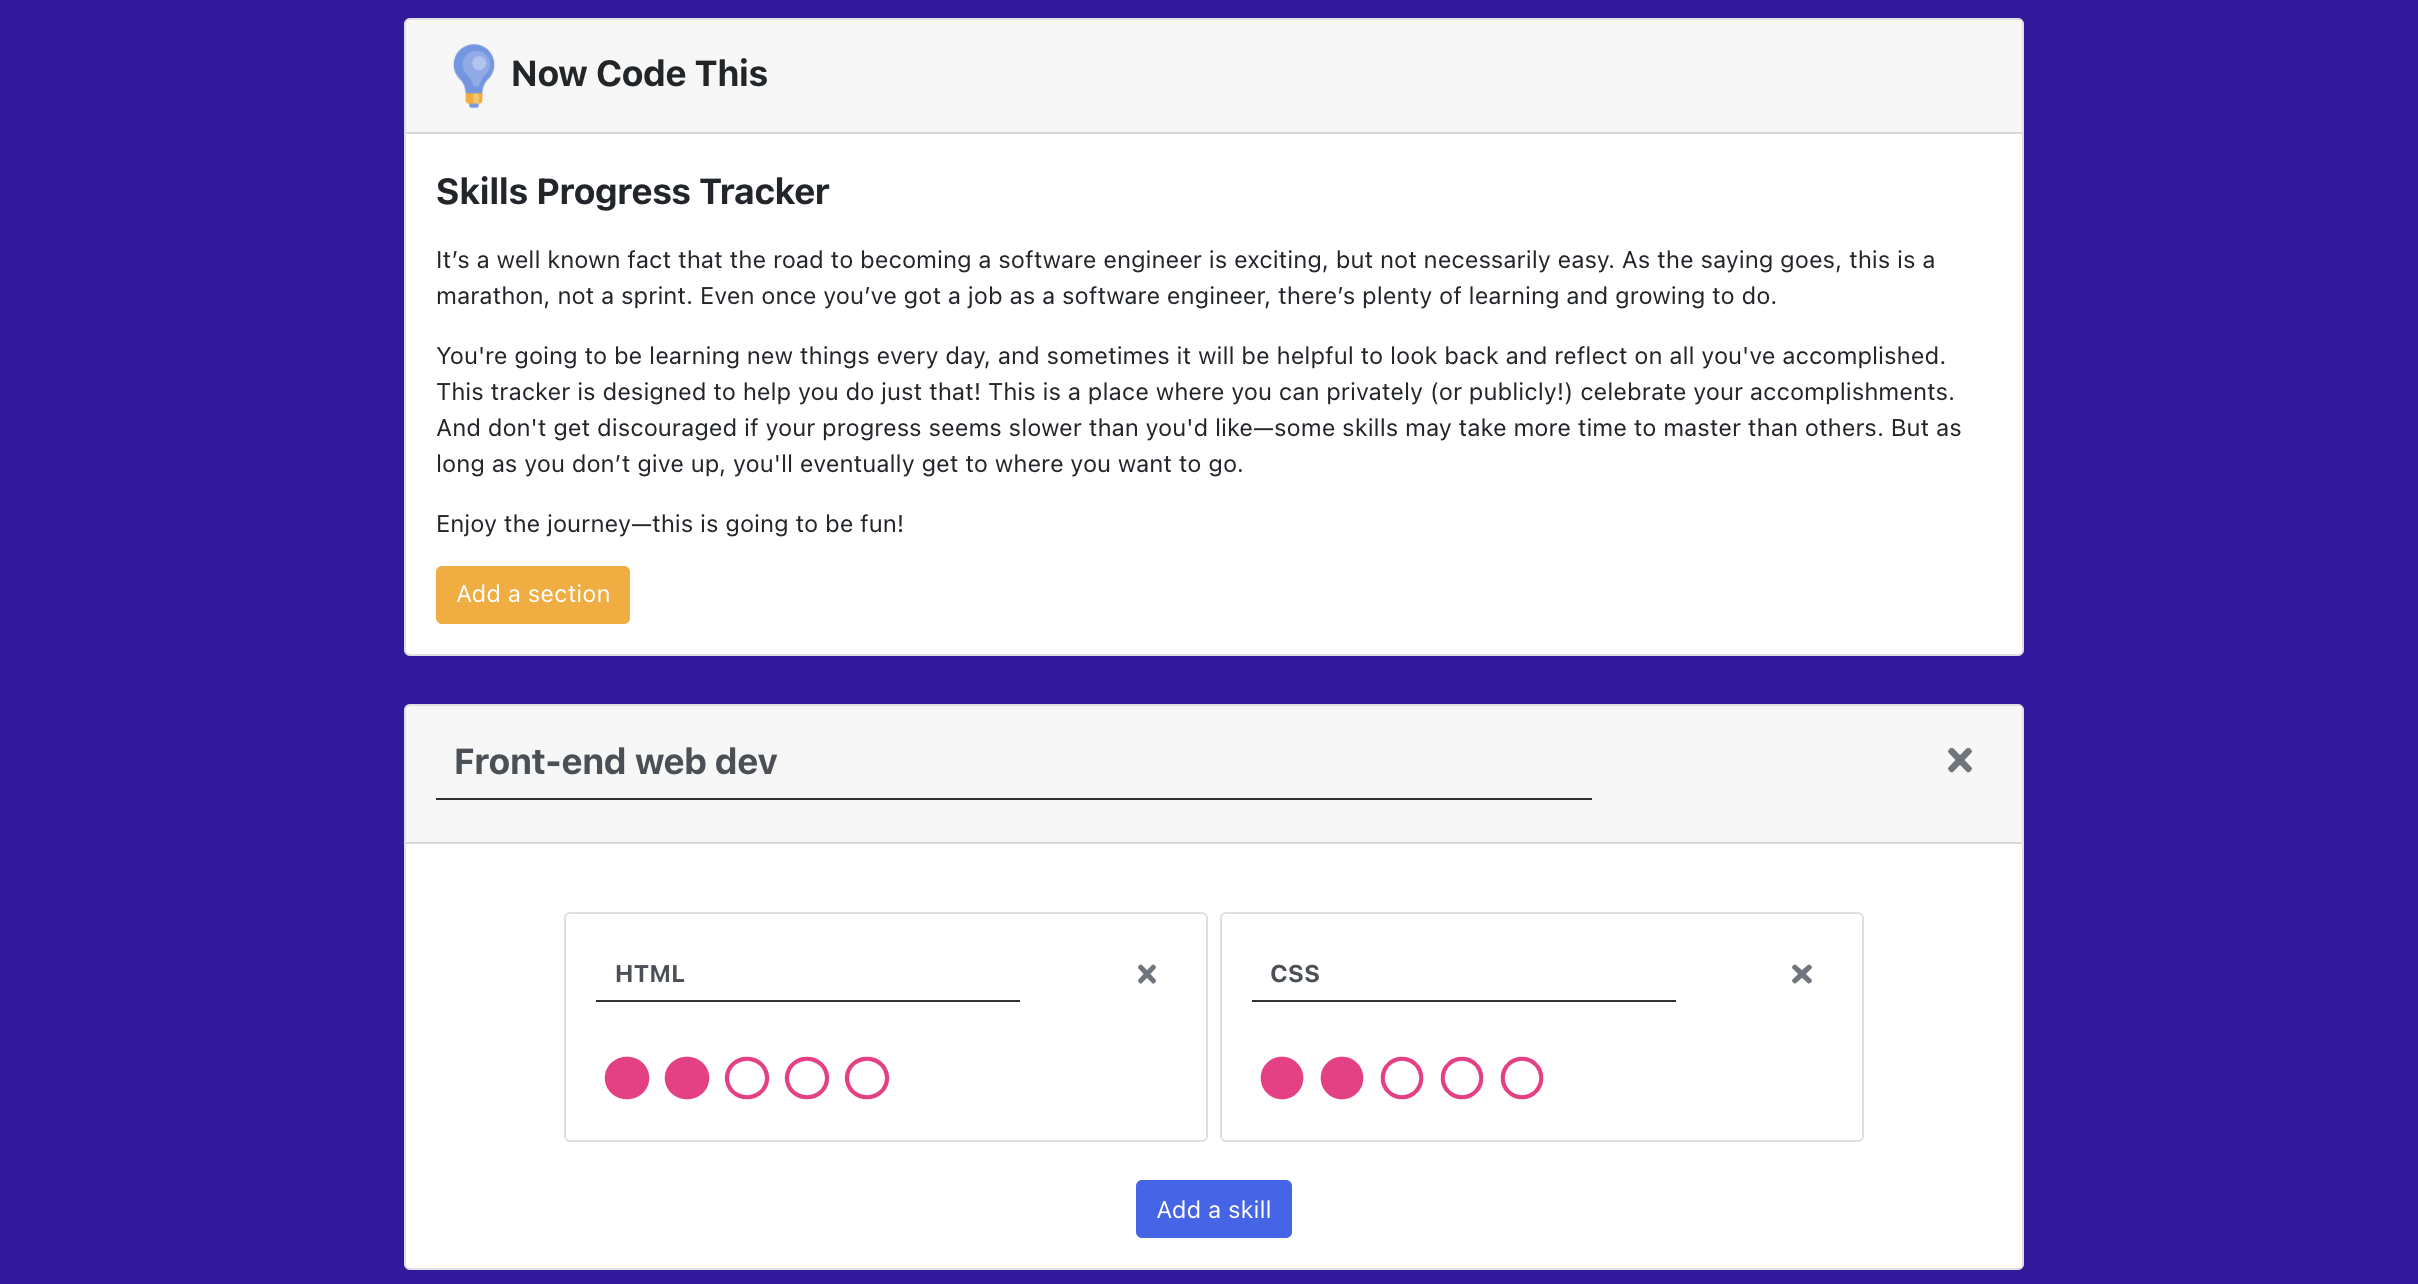 Now Code This
Skills Progress Tracker
It’s a well known fact that the road to becoming a software engineer is exciting, but not necessarily easy. As the saying goes, this is a
marathon, not a sprint. Even once you’ve got a job as a software engineer, there’s plenty of learning and growing to do.
You're going to be learning new things every day, and sometimes it will be helpful to look back and reflect on all you've accomplished.
This tracker is designed to help you do just that! This is a place where you can privately (or publicly!) celebrate your accomplishments.
And don't get discouraged if your progress seems slower than you'd like—some skills may take more time to master than others. But as
long as you don’t give up, you'll eventually get to where you want to go.
Enjoy the journey—this is going to be fun!
Add a section
Front-end web dev
HTML
CSS
Add a skill